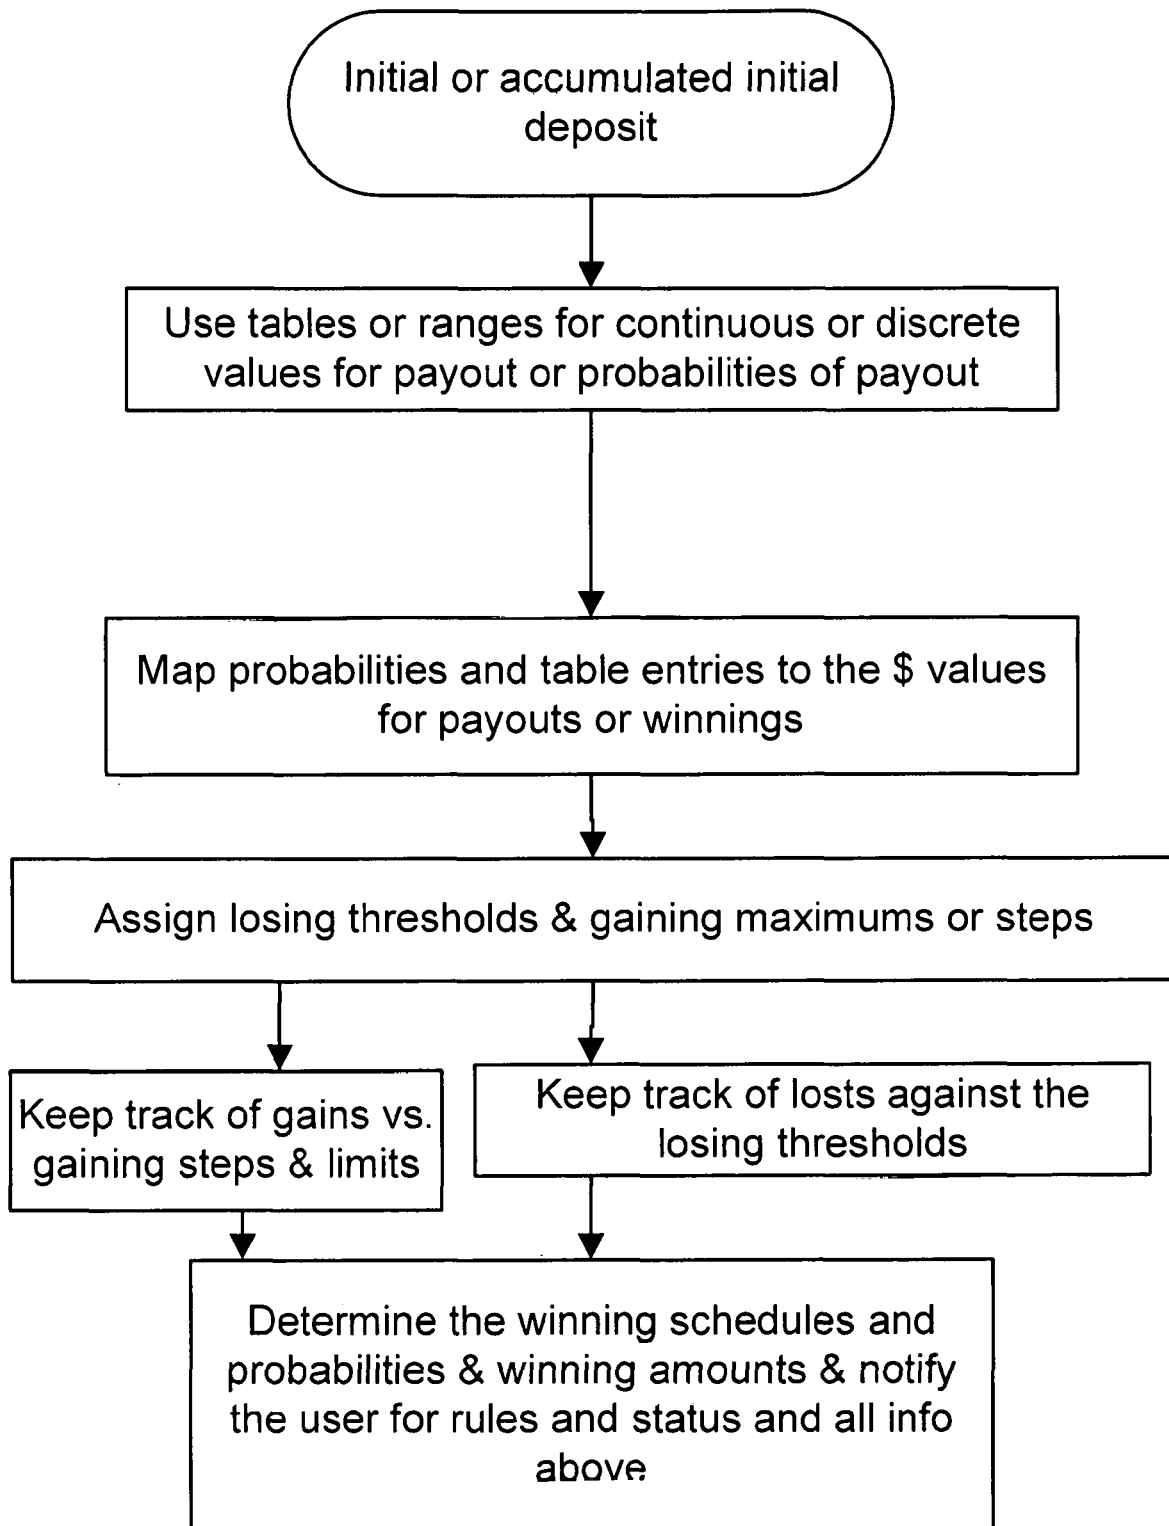 Initial or accumulated initial
deposit
Use tables or ranges for continuous or discrete
values for payout or probabilities of payout
Map probabilities and table entries to the $ values
for payouts or winnings
Assign losing thresholds & gaining maximums or steps
Keep track of gains vs.
gaining steps & limits
Keep track of losts against the
losing thresholds
Determine the winning schedules and
probabilities & winning amounts & notify
the user for rules and status and all info
above